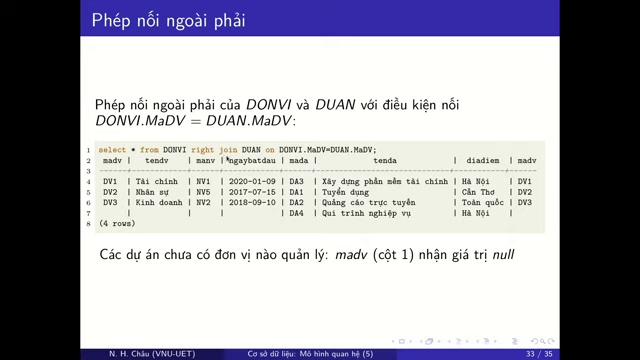 Phép nối ngoài phải
Phép nối ngoài phải của DONVI và DUAN với điều kiện nối
DONVI.MaDV = DUAN.MaDV:
1 select * from DONVI right join DUAN on DONVI.MaDV=DUAN.MaDV;
2 madv | tendv | manv | ngaybatdau | mada | tenda | diadiem | madv
3 ------+------------+------+------------+------+---------------------------+----------+------
4 DV1 | Tài chính | NV1 | 2020-01-09 | DA3 | Xây dựng phần mềm tài chính | Hà Nội | DV1
5 DV2 | Nhân sự | NV5 | 2017-07-15 | DA1 | Tuyển dụng | Cần Thơ | DV2
6 DV3 | Kinh doanh | NV2 | 2018-09-10 | DA2 | Quảng cáo trực tuyến | Toàn quốc | DV3
7 | | | | DA4 | Qui trình nghiệp vụ | Hà Nội |
8 (4 rows)
Các dự án chưa có đơn vị nào quản lý: madv (cột 1) nhận giá trị null
N. H. Châu (VNU-UET) Cơ sở dữ liệu: Mô hình quan hệ (5) 33 / 35